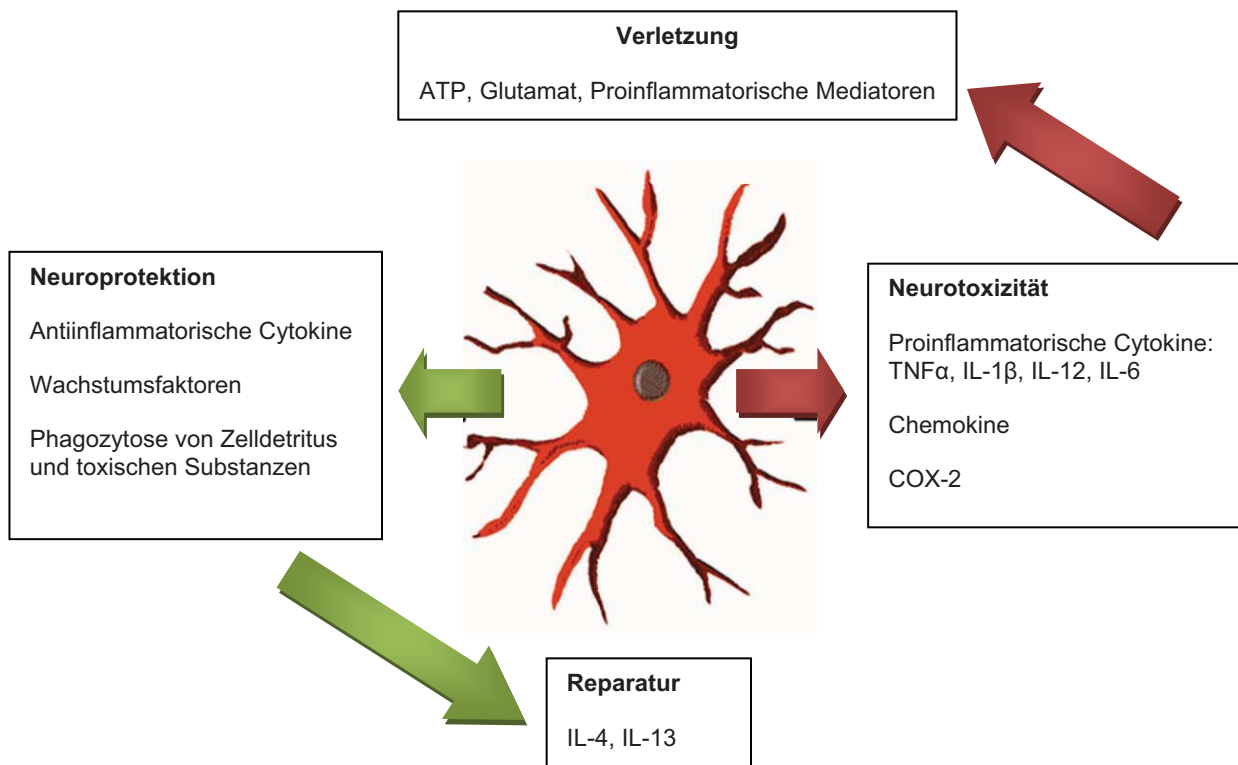 Verletzung
ATP, Glutamat, Proinflammatorische Mediatoren
Neuroprotektion
Antiinflammatorische Cytokine
Wachstumsfaktoren
Phagozytose von Zelldetritus
und toxischen Substanzen
Neurotoxizität
Proinflammatorische Cytokine:
TNFα, IL-1β, IL-12, IL-6
Chemokine
COX-2
Reparatur
IL-4, IL-13